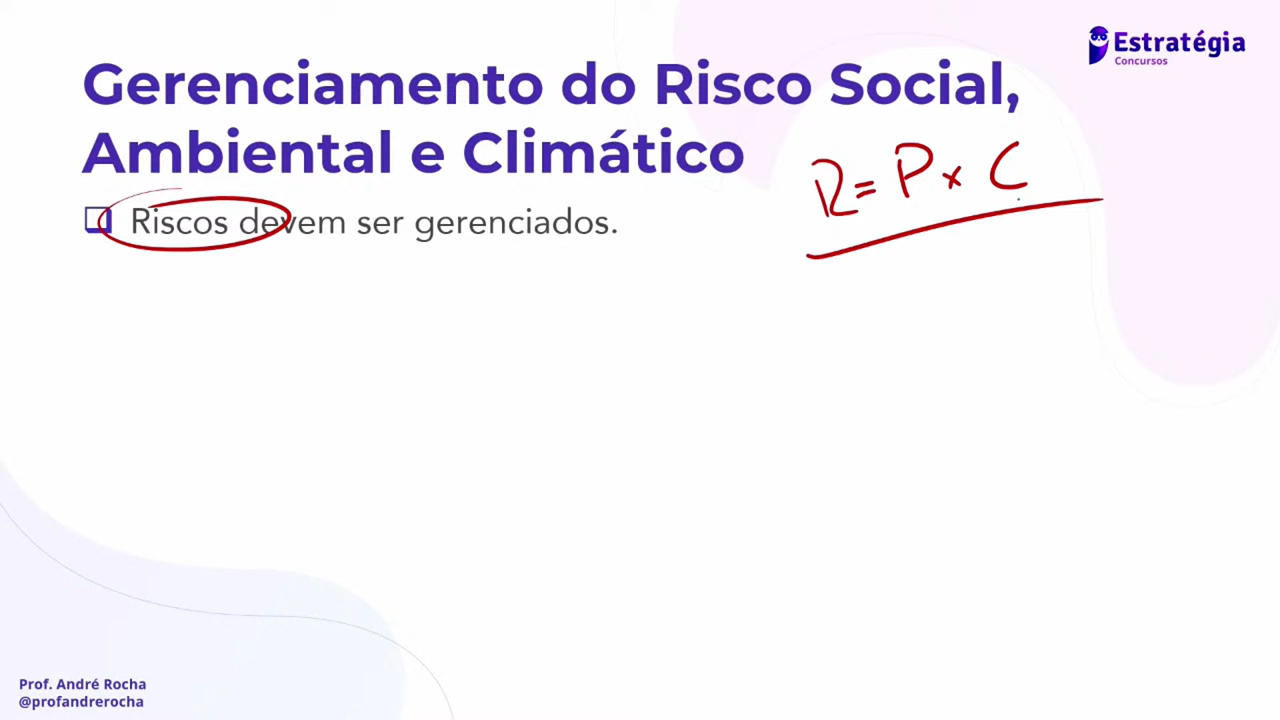 Estratégia
Concursos
Gerenciamento do Risco Social,
Ambiental e Climático
R = P x C
Riscos devem ser gerenciados.
Prof. André Rocha
@profandrerocha